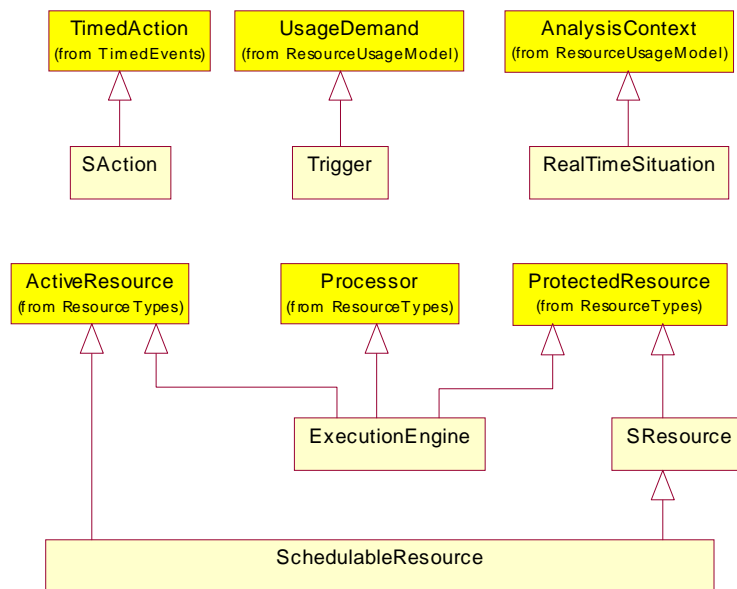 TimedAction
(from TimedEvents)
UsageDemand
(from ResourceUsageModel)
AnalysisContext
(from ResourceUsageModel)
SAction
Trigger
RealTimeSituation
ActiveResource
(from ResourceTypes)
Processor
(from ResourceTypes)
ProtectedResource
(from ResourceTypes)
ExecutionEngine
SResource
SchedulableResource